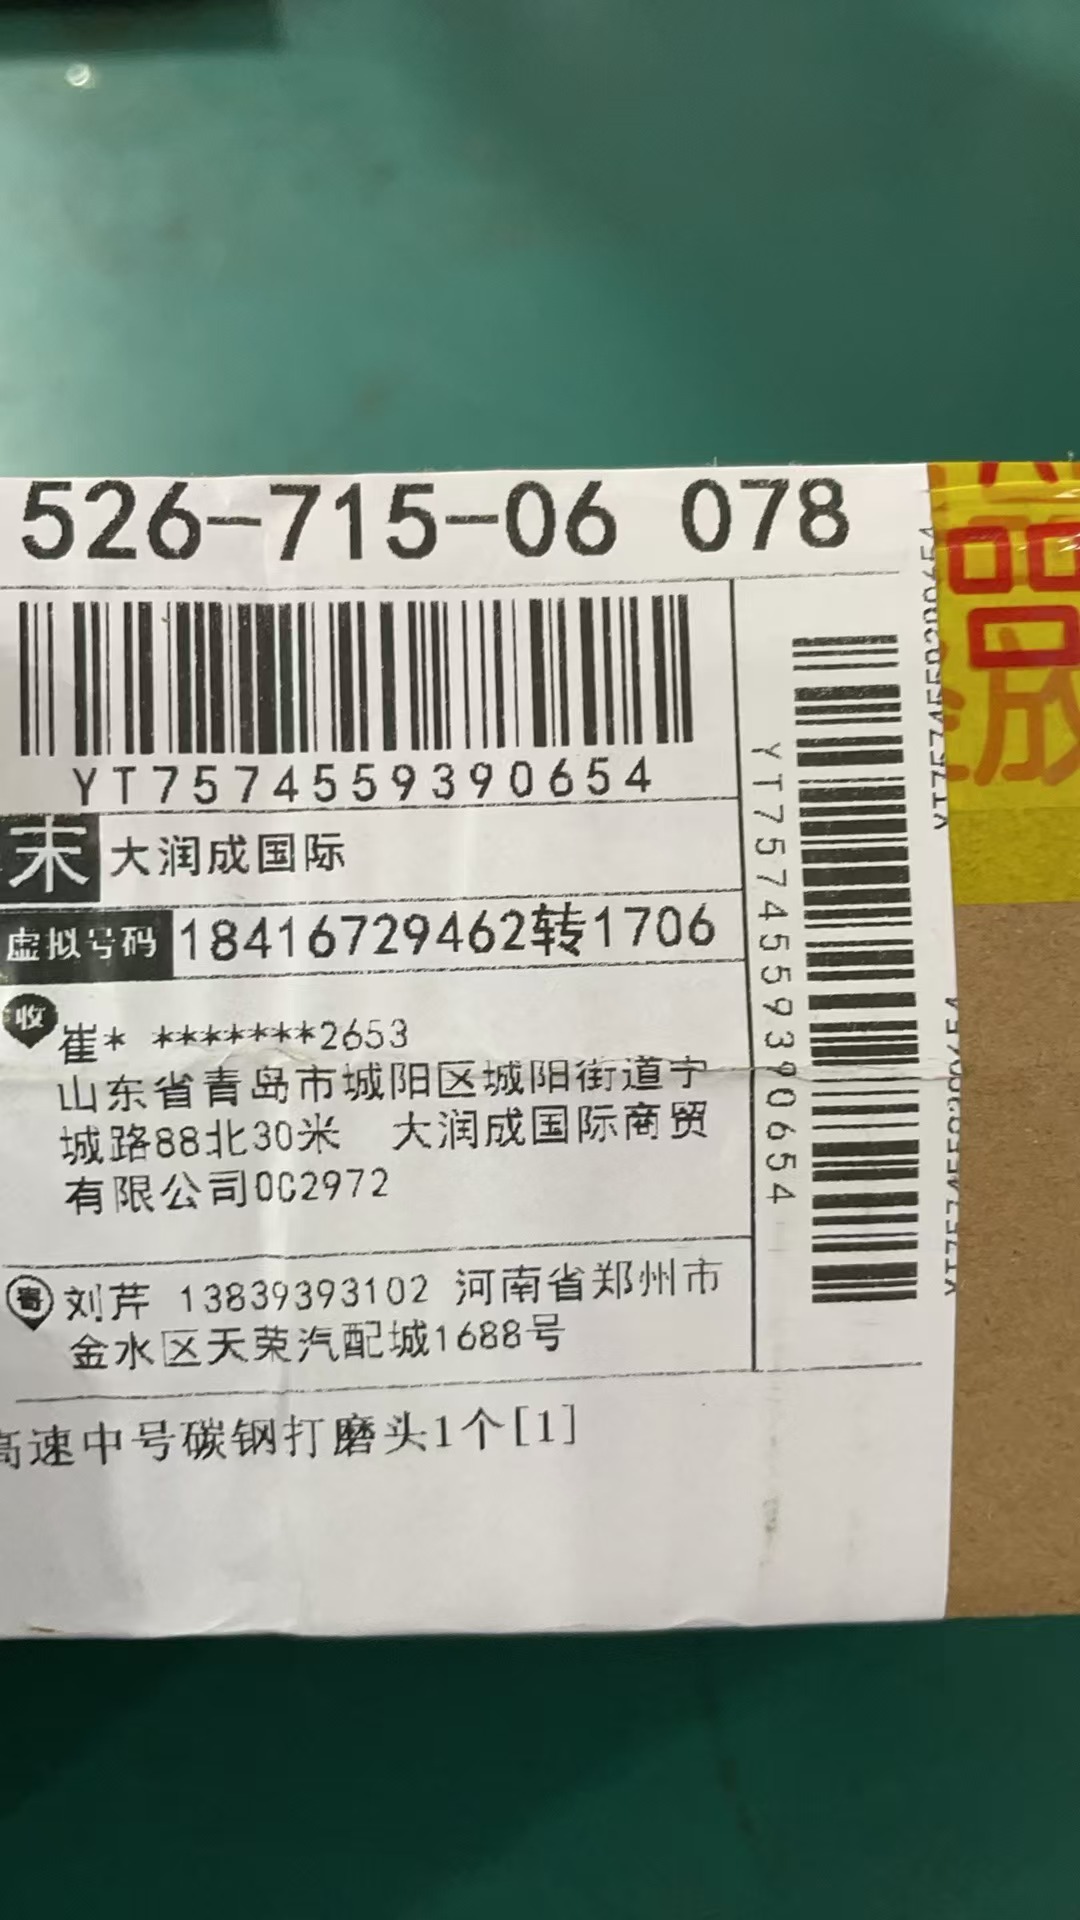 526-715-06 078
YT7574559390654
末 大润成国际
虚拟号码 18416729462转1706
YT7574559390654
收 崔* *******2653
山东省青岛市城阳区城阳街道宇
城路88北30米 大润成国际商贸
有限公司0C2972
寄 刘芹 13839393102 河南省郑州市
金水区天荣汽配城1688号
高速中号碳钢打磨头1个[1]
品